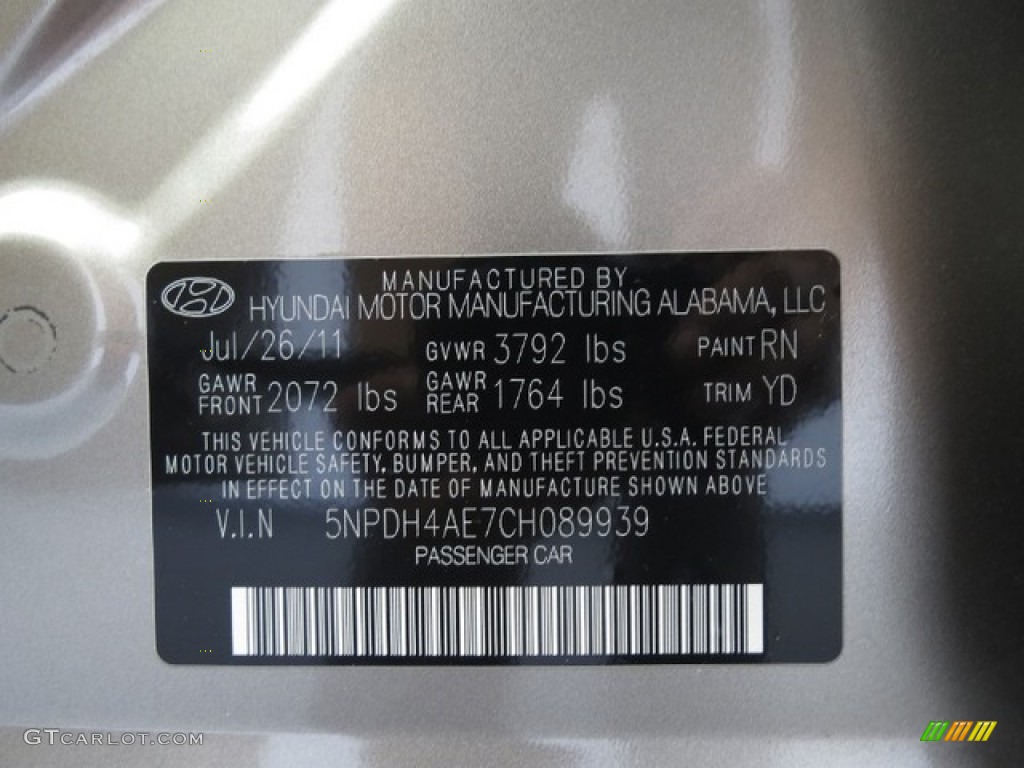 MANUFACTURED BY
HYUNDAI MOTOR MANUFACTURING ALABAMA, LLC
Jul/26/11 GVWR 3792 lbs PAINT RN
GAWR FRONT 2072 lbs GAWR REAR 1764 lbs TRIM YD
THIS VEHICLE CONFORMS TO ALL APPLICABLE U.S.A. FEDERAL
MOTOR VEHICLE SAFETY, BUMPER, AND THEFT PREVENTION STANDARDS
IN EFFECT ON THE DATE OF MANUFACTURE SHOWN ABOVE
V.I.N 5NPDH4AE7CH089939
PASSENGER CAR
GTCARLOT.COM